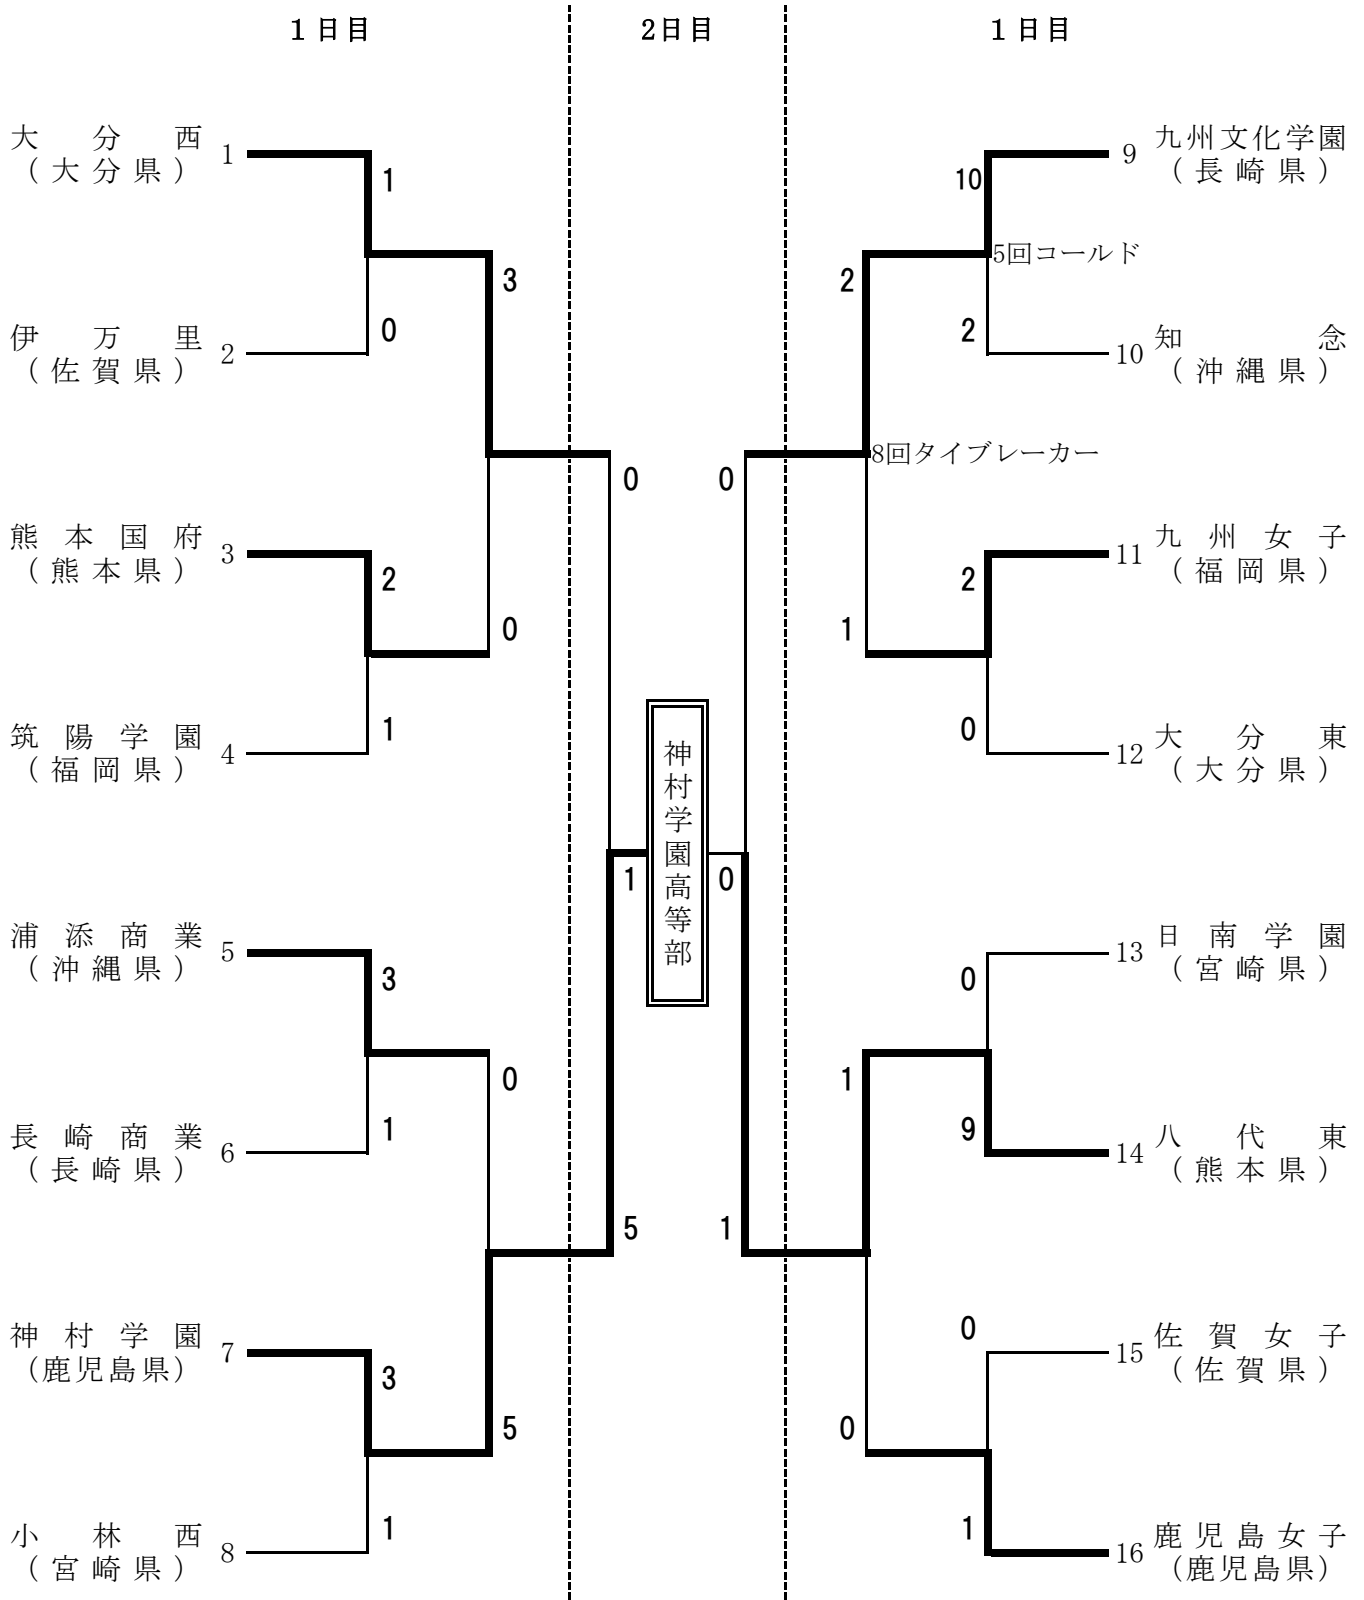 １日目
2日目
１日目
大分西
（大分県）
1
1
伊万里
（佐賀県）
2
0
3
熊本国府
（熊本県）
3
2
筑陽学園
（福岡県）
4
1
0
0
浦添商業
（沖縄県）
5
3
長崎商業
（長崎県）
6
1
0
神村学園
（鹿児島県）
7
3
小林西
（宮崎県）
8
1
5
5
1
神村学園高等部
0
九州文化学園
（長崎県）
9
10
5回コールド
知念
（沖縄県）
10
2
2
8回タイブレーカー
九州女子
（福岡県）
11
2
大分東
（大分県）
12
0
1
0
日南学園
（宮崎県）
13
0
八代東
（熊本県）
14
9
1
佐賀女子
（佐賀県）
15
0
鹿児島女子
（鹿児島県）
16
1
0
1